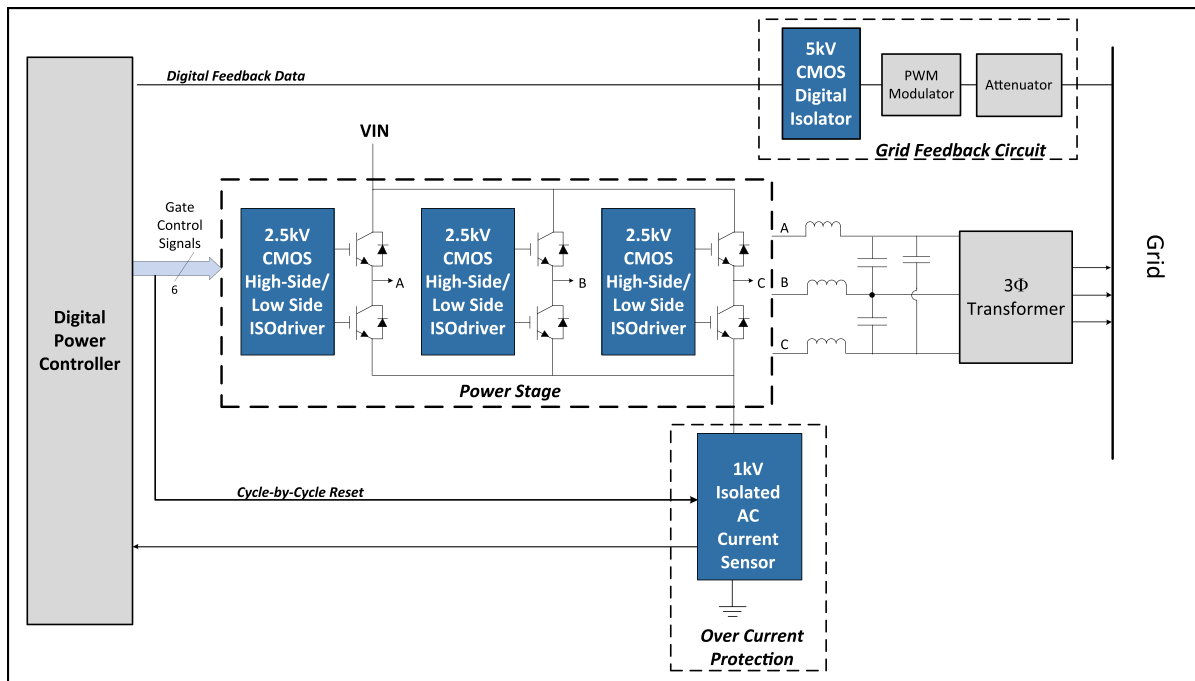 Digital Feedback Data
5kV
CMOS
Digital
Isolator
PWM
Modulator
Attenuator
Grid Feedback Circuit
VIN
Gate
Control
Signals
6
2.5kV
CMOS
High-Side/
Low Side
ISOdriver
A
2.5kV
CMOS
High-Side/
Low Side
ISOdriver
B
2.5kV
CMOS
High-Side/
Low Side
ISOdriver
C
Power Stage
A
B
C
3Φ
Transformer
Grid
Digital
Power
Controller
Cycle-by-Cycle Reset
1kV
Isolated
AC
Current
Sensor
Over Current
Protection